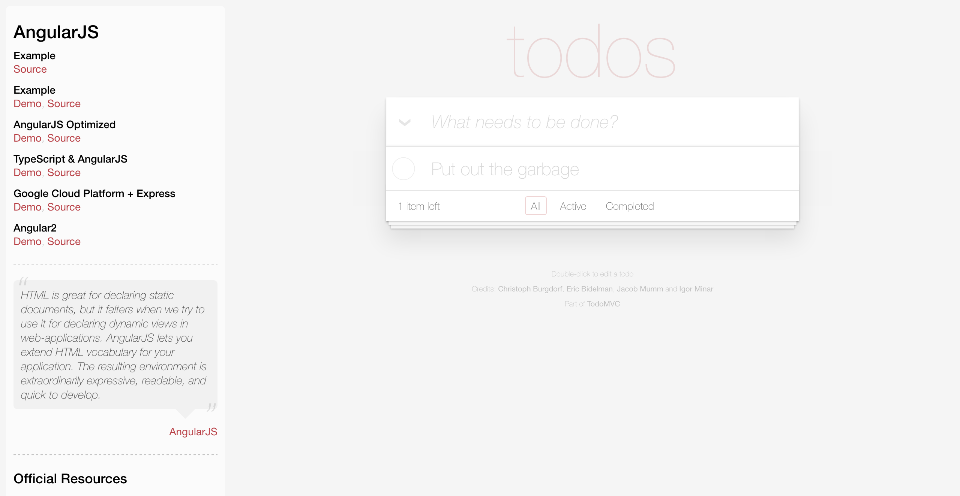 AngularJS
Example
Source
Example
Demo, Source
AngularJS Optimized
Demo, Source
TypeScript & AngularJS
Demo, Source
Google Cloud Platform + Express
Demo, Source
Angular2
Demo, Source
“
HTML is great for declaring static
documents, but it falters when we try to
use it for declaring dynamic views in
web-applications. AngularJS lets you
extend HTML vocabulary for your
application. The resulting environment is
extraordinarily expressive, readable, and
quick to develop.
”
AngularJS
Official Resources
todos
What needs to be done?
Put out the garbage
1 item left
All
Active
Completed
Double-click to edit a todo
Credits: Christoph Burgdorf, Eric Bidelman, Jacob Mumm and Igor Minar
Part of TodoMVC